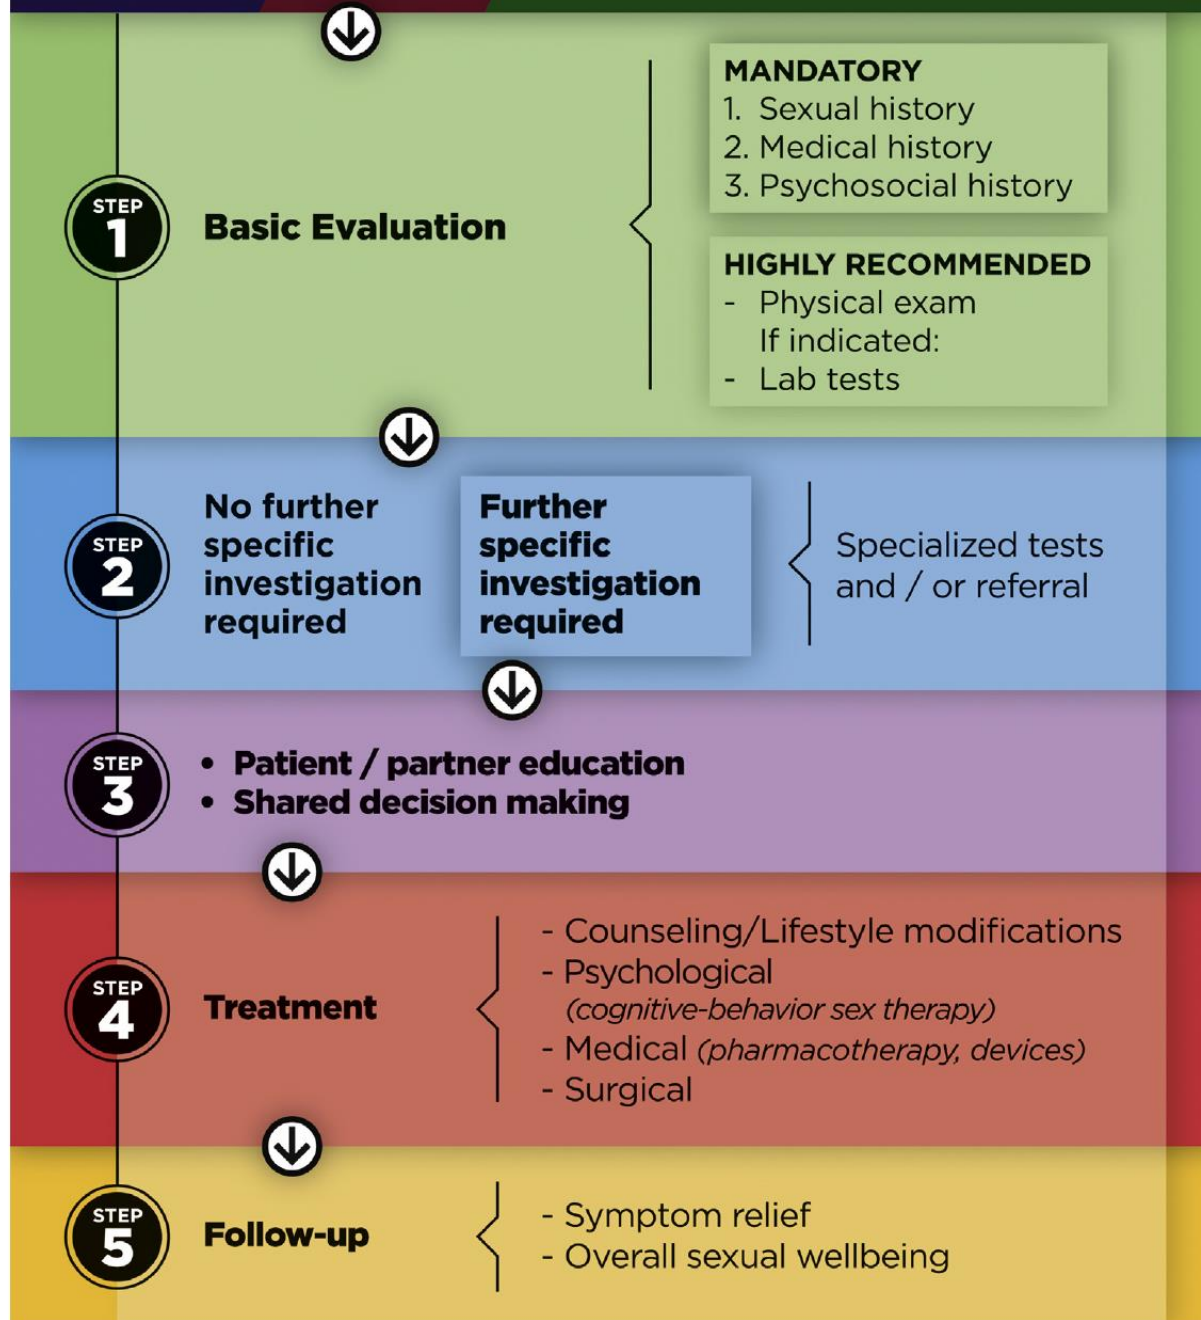 MANDATORY
1. Sexual history
2. Medical history
3. Psychosocial history
STEP
1
Basic Evaluation
HIGHLY RECOMMENDED
- Physical exam
If indicated:
- Lab tests
STEP
2
No further
specific
investigation
required
Further
specific
investigation
required
Specialized tests
and / or referral
STEP
3
• Patient / partner education
• Shared decision making
STEP
4
Treatment
- Counseling/Lifestyle modifications
- Psychological
(cognitive-behavior sex therapy)
- Medical (pharmacotherapy, devices)
- Surgical
STEP
5
Follow-up
- Symptom relief
- Overall sexual wellbeing